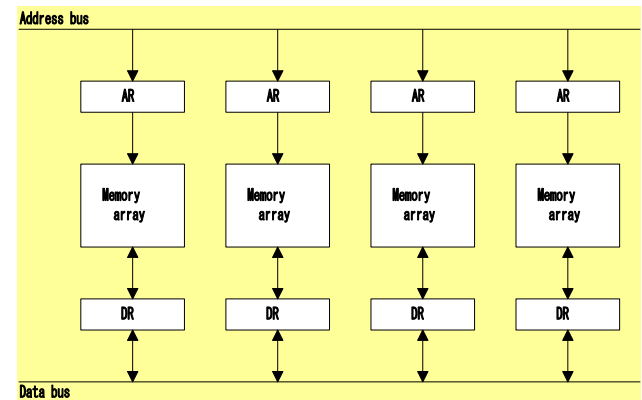 Address bus
AR AR AR AR
Memory Memory Memory Memory
array array array array
DR DR DR DR
Data bus